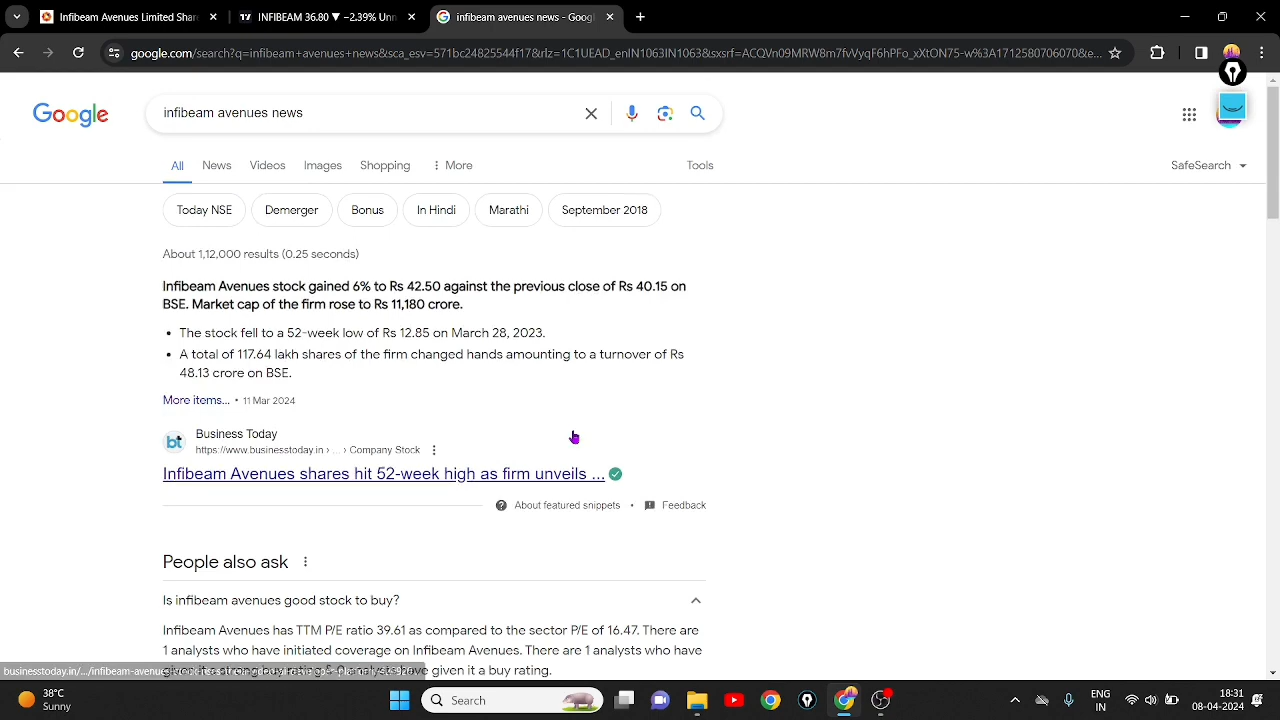 Infibeam Avenues Limited Share
INFIBEAM 36.80 ▼ −2.39% Unn
infibeam avenues news - Googl
google.com/search?q=infibeam+avenues+news&sca_esv=571bc24825544f17&rlz=1C1UEAD_enIN1063IN1063&sxsrf=ACQVn09MRW8m7fvVyqF6hPFo_xXtON75-W%3A1712580706070&e...
Google
infibeam avenues news
All News Videos Images Shopping More Tools SafeSearch
Today NSE Demerger Bonus In Hindi Marathi September 2018
About 1,12,000 results (0.25 seconds)
Infibeam Avenues stock gained 6% to Rs 42.50 against the previous close of Rs 40.15 on
BSE. Market cap of the firm rose to Rs 11,180 crore.
• The stock fell to a 52-week low of Rs 12.85 on March 28, 2023.
• A total of 117.64 lakh shares of the firm changed hands amounting to a turnover of Rs
48.13 crore on BSE.
More items... • 11 Mar 2024
bt Business Today
https://www.businesstoday.in › ... › Company Stock
Infibeam Avenues shares hit 52-week high as firm unveils ...
About featured snippets • Feedback
People also ask
Is infibeam avenues good stock to buy?
Infibeam Avenues has TTM P/E ratio 39.61 as compared to the sector P/E of 16.47. There are
1 analysts who have initiated coverage on Infibeam Avenues. There are 1 analysts who have
given it a buy rating.
businesstoday.in/.../infibeam-avenues
38°C
Sunny
Search
ENG
IN
18:31
08-04-2024